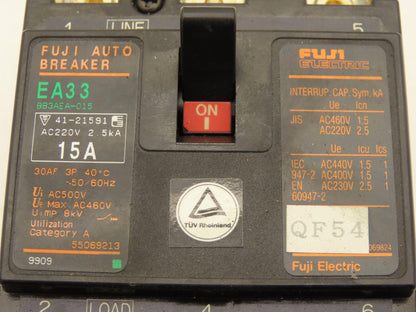 1 LINE 5
FUJI AUTO
BREAKER
EA33
BB3AEA-015
41-21591
AC220V 2.5kA
15A
30AF 3P 40°C
~50/60Hz
Ui AC500V
Ui Max AC460V
Uimp 8kV
Utilization
Category A
55069213
9909
ON
I
TÜV Rheinland
FUJI
ELECTRIC
INTERRUP. CAP. Sym. kA
Ue Icn
JIS AC460V 1.5
AC220V 2.5
Ue Icu Ics
IEC AC440V 1.5 1
947-2 AC400V 1.5 1
EN AC230V 2.5 1
60947-2
QF54
069824
Fuji Electric
2 LOAD 4 6